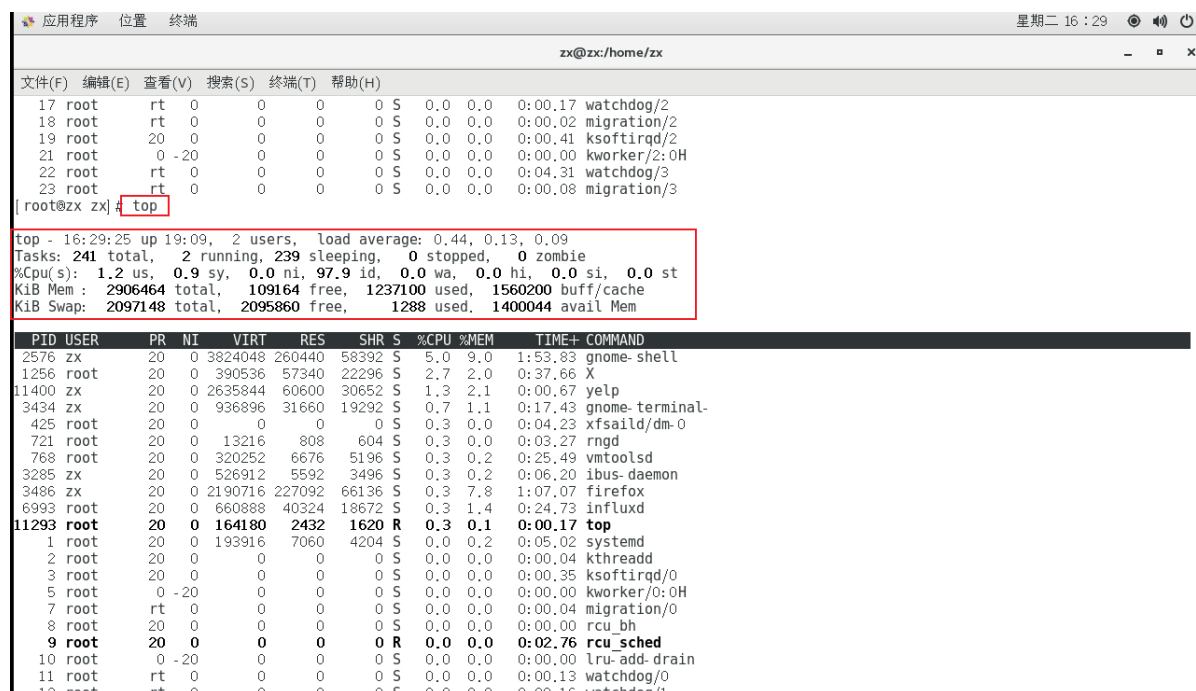 应用程序 位置 终端 星期二 16:29
zx@zx:/home/zx
文件(F) 编辑(E) 查看(V) 搜索(S) 终端(T) 帮助(H)
17 root rt 0 0 0 0 S 0.0 0.0 0:00.17 watchdog/2
18 root rt 0 0 0 0 S 0.0 0.0 0:00.02 migration/2
19 root 20 0 0 0 0 S 0.0 0.0 0:00.41 ksoftirqd/2
21 root 0 -20 0 0 0 S 0.0 0.0 0:00.00 kworker/2:0H
22 root rt 0 0 0 0 S 0.0 0.0 0:04.31 watchdog/3
23 root rt 0 0 0 0 S 0.0 0.0 0:00.08 migration/3
[root@zx zx]# top
top - 16:29:25 up 19:09, 2 users, load average: 0.44, 0.13, 0.09
Tasks: 241 total, 2 running, 239 sleeping, 0 stopped, 0 zombie
%Cpu(s): 1.2 us, 0.9 sy, 0.0 ni, 97.9 id, 0.0 wa, 0.0 hi, 0.0 si, 0.0 st
KiB Mem : 2906464 total, 109164 free, 1237100 used, 1560200 buff/cache
KiB Swap: 2097148 total, 2095860 free, 1288 used. 1400044 avail Mem
PID USER PR NI VIRT RES SHR S %CPU %MEM TIME+ COMMAND
2576 zx 20 0 3824048 260440 58392 S 5.0 9.0 1:53.83 gnome-shell
1256 root 20 0 390536 57340 22296 S 2.7 2.0 0:37.66 X
11400 zx 20 0 2635844 60600 30652 S 1.3 2.1 0:00.67 yelp
3434 zx 20 0 936896 31660 19292 S 0.7 1.1 0:17.43 gnome-terminal-
425 root 20 0 0 0 0 S 0.3 0.0 0:04.23 xfsaild/dm-0
721 root 20 0 13216 808 604 S 0.3 0.0 0:03.27 rngd
768 root 20 0 320252 6676 5196 S 0.3 0.2 0:25.49 vmtoolsd
3285 zx 20 0 526912 5592 3496 S 0.3 0.2 0:06.20 ibus-daemon
3486 zx 20 0 2190716 227092 66136 S 0.3 7.8 1:07.07 firefox
6993 root 20 0 660888 40324 18672 S 0.3 1.4 0:24.73 influxd
11293 root 20 0 164180 2432 1620 R 0.3 0.1 0:00.17 top
1 root 20 0 193916 7060 4204 S 0.0 0.2 0:05.02 systemd
2 root 20 0 0 0 0 S 0.0 0.0 0:00.04 kthreadd
3 root 20 0 0 0 0 S 0.0 0.0 0:00.35 ksoftirqd/0
5 root 0 -20 0 0 0 S 0.0 0.0 0:00.00 kworker/0:0H
7 root rt 0 0 0 0 S 0.0 0.0 0:00.04 migration/0
8 root 20 0 0 0 0 S 0.0 0.0 0:00.00 rcu_bh
9 root 20 0 0 0 0 R 0.0 0.0 0:02.76 rcu_sched
10 root 0 -20 0 0 0 S 0.0 0.0 0:00.00 lru-add-drain
11 root rt 0 0 0 0 S 0.0 0.0 0:00.13 watchdog/0